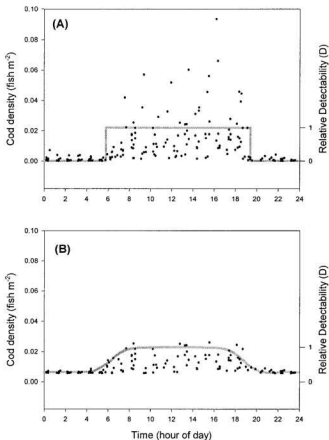 (A)
Cod density (fish m-2)
0.10
0.08
0.06
0.04
0.02
0.00
Relative Detectability (D)
1
0
0 2 4 6 8 10 12 14 16 18 20 22 24
(B)
Cod density (fish m-2)
0.10
0.08
0.06
0.04
0.02
0.00
Relative Detectability (D)
1
0
0 2 4 6 8 10 12 14 16 18 20 22 24
Time (hour of day)